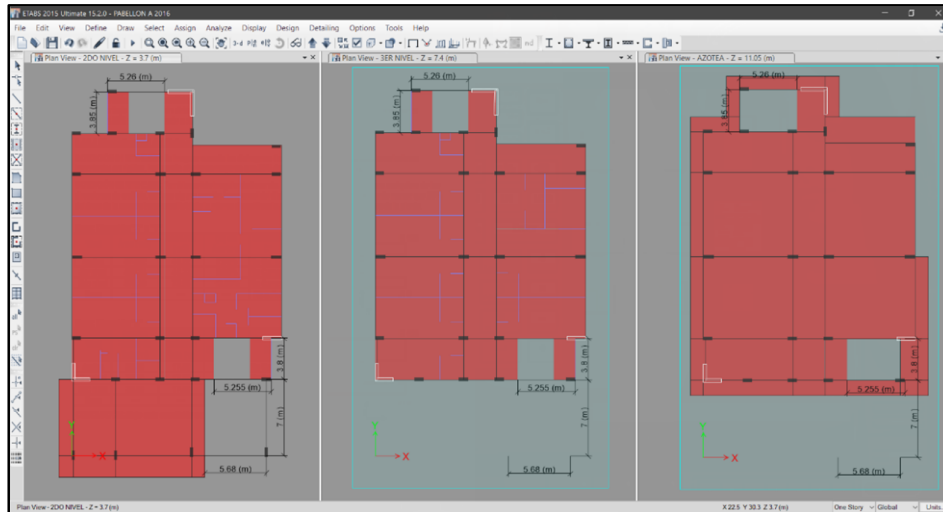 ETABS 2015 Ultimate 15.2.0 - PABELLON A 2016
File Edit View Define Draw Select Assign Analyze Display Design Detailing Options Tools Help
Plan View - 2DO NIVEL - Z = 3.7 (m)
Plan View - 3ER NIVEL - Z = 7.4 (m)
Plan View - AZOTEA - Z = 11.05 (m)
5.26 (m)
3.85 (m)
5.26 (m)
3.85 (m)
5.26 (m)
3.85 (m)
3.8 (m)
5.255 (m)
7 (m)
5.68 (m)
Y
X
3.8 (m)
5.255 (m)
7 (m)
5.68 (m)
Y
X
3.8 (m)
5.255 (m)
7 (m)
5.68 (m)
Y
X
Plan View - 2DO NIVEL - Z = 3.7 (m)
X 22.5 Y 30.3 Z 3.7 (m)
One Story
Global
Units